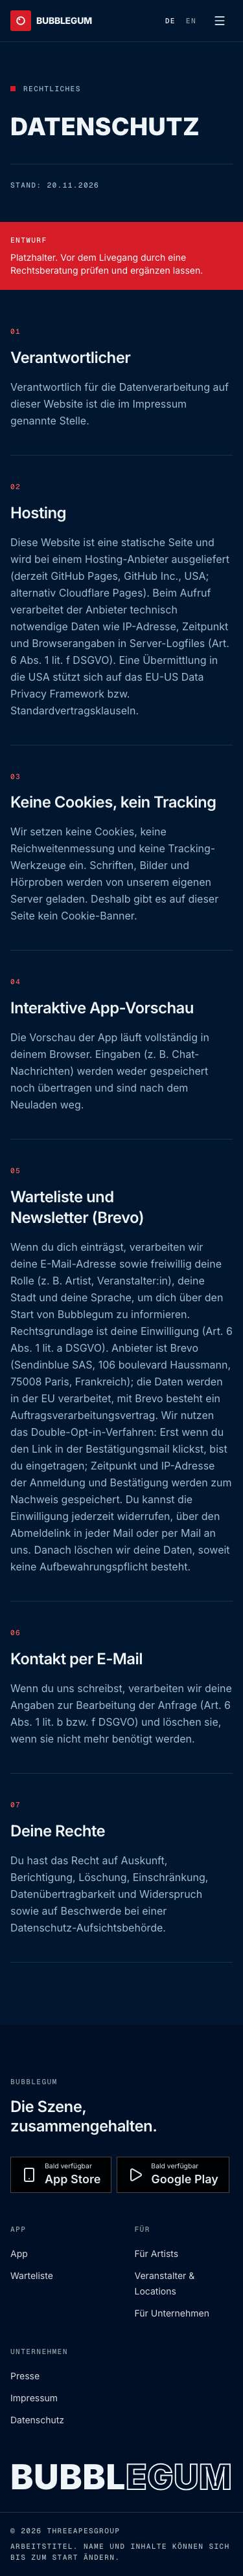 BUBBLEGUM
DE EN
RECHTLICHES
DATENSCHUTZ
STAND: 20.11.2026
ENTWURF
Platzhalter. Vor dem Livegang durch eine
Rechtsberatung prüfen und ergänzen lassen.
01
Verantwortlicher
Verantwortlich für die Datenverarbeitung auf
dieser Website ist die im Impressum
genannte Stelle.
02
Hosting
Diese Website ist eine statische Seite und
wird bei einem Hosting-Anbieter ausgeliefert
(derzeit GitHub Pages, GitHub Inc., USA;
alternativ Cloudflare Pages). Beim Aufruf
verarbeitet der Anbieter technisch
notwendige Daten wie IP-Adresse, Zeitpunkt
und Browserangaben in Server-Logfiles (Art.
6 Abs. 1 lit. f DSGVO). Eine Übermittlung in
die USA stützt sich auf das EU-US Data
Privacy Framework bzw.
Standardvertragsklauseln.
03
Keine Cookies, kein Tracking
Wir setzen keine Cookies, keine
Reichweitenmessung und keine Tracking-
Werkzeuge ein. Schriften, Bilder und
Hörproben werden von unserem eigenen
Server geladen. Deshalb gibt es auf dieser
Seite kein Cookie-Banner.
04
Interaktive App-Vorschau
Die Vorschau der App läuft vollständig in
deinem Browser. Eingaben (z. B. Chat-
Nachrichten) werden weder gespeichert
noch übertragen und sind nach dem
Neuladen weg.
05
Warteliste und
Newsletter (Brevo)
Wenn du dich einträgst, verarbeiten wir
deine E-Mail-Adresse sowie freiwillig deine
Rolle (z. B. Artist, Veranstalter:in), deine
Stadt und deine Sprache, um dich über den
Start von Bubblegum zu informieren.
Rechtsgrundlage ist deine Einwilligung (Art. 6
Abs. 1 lit. a DSGVO). Anbieter ist Brevo
(Sendinblue SAS, 106 boulevard Haussmann,
75008 Paris, Frankreich); die Daten werden
in der EU verarbeitet, mit Brevo besteht ein
Auftragsverarbeitungsvertrag. Wir nutzen
das Double-Opt-in-Verfahren: Erst wenn du
den Link in der Bestätigungsmail klickst, bist
du eingetragen; Zeitpunkt und IP-Adresse
der Anmeldung und Bestätigung werden zum
Nachweis gespeichert. Du kannst die
Einwilligung jederzeit widerrufen, über den
Abmeldelink in jeder Mail oder per Mail an
uns. Danach löschen wir deine Daten, soweit
keine Aufbewahrungspflicht besteht.
06
Kontakt per E-Mail
Wenn du uns schreibst, verarbeiten wir deine
Angaben zur Bearbeitung der Anfrage (Art. 6
Abs. 1 lit. b bzw. f DSGVO) und löschen sie,
wenn sie nicht mehr benötigt werden.
07
Deine Rechte
Du hast das Recht auf Auskunft,
Berichtigung, Löschung, Einschränkung,
Datenübertragbarkeit und Widerspruch
sowie auf Beschwerde bei einer
Datenschutz-Aufsichtsbehörde.
BUBBLEGUM
Die Szene,
zusammengehalten.
Bald verfügbar
App Store
Bald verfügbar
Google Play
APP
App
Warteliste
FÜR
Für Artists
Veranstalter &
Locations
Für Unternehmen
UNTERNEHMEN
Presse
Impressum
Datenschutz
BUBBLEGUM
© 2026 THREEAPESGROUP
ARBEITSTITEL. NAME UND INHALTE KÖNNEN SICH
BIS ZUM START ÄNDERN.